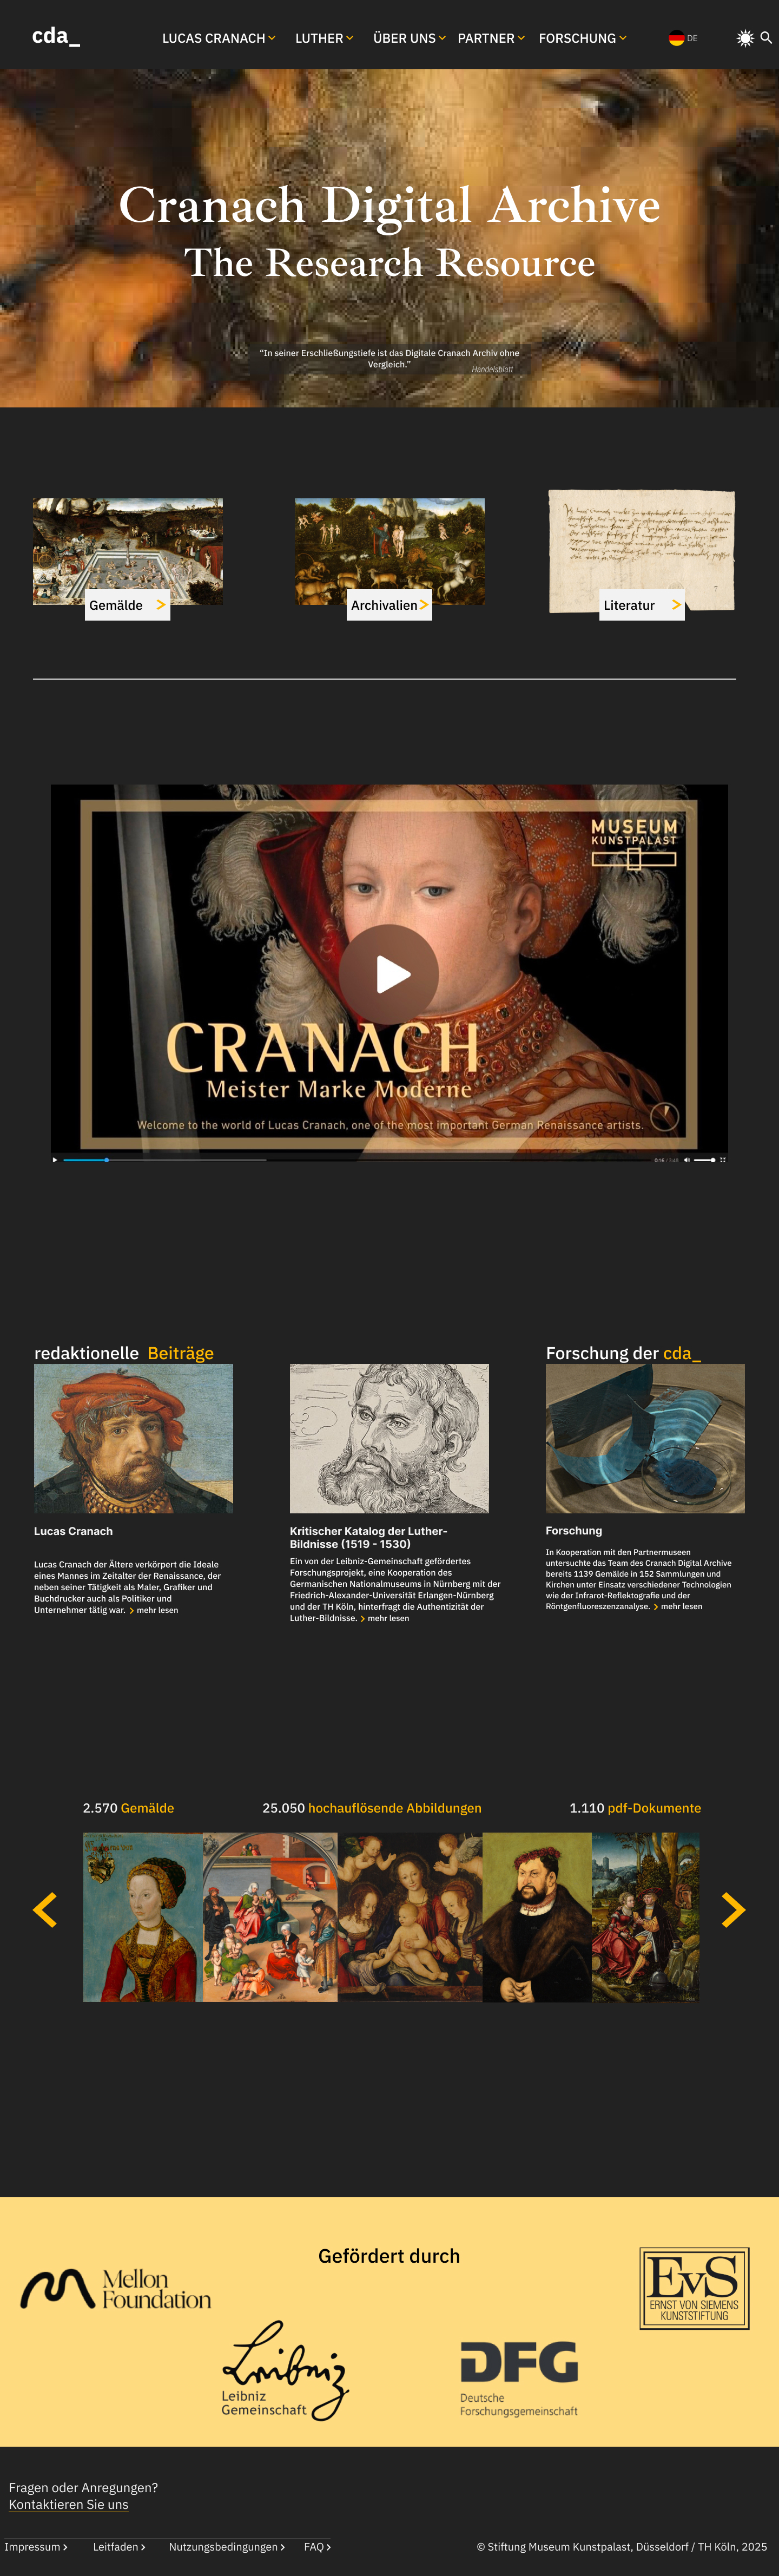 cda_
LUCAS CRANACH
LUTHER
ÜBER UNS
PARTNER
FORSCHUNG
DE
Cranach Digital Archive
The Research Resource
“In seiner Erschließungstiefe ist das Digitale Cranach Archiv ohne
Vergleich.”
Handelsblatt
Gemälde
Archivalien
Literatur
MUSEUM
KUNSTPALAST
CRANACH
Meister Marke Moderne
Welcome to the world of Lucas Cranach, one of the most important German Renaissance artists.
redaktionelle Beiträge
Forschung der cda_
Lucas Cranach
Lucas Cranach der Ältere verkörpert die Ideale
eines Mannes im Zeitalter der Renaissance, der
neben seiner Tätigkeit als Maler, Grafiker und
Buchdrucker auch als Politiker und
Unternehmer tätig war. mehr lesen
Kritischer Katalog der Luther-
Bildnisse (1519 - 1530)
Ein von der Leibniz-Gemeinschaft gefördertes
Forschungsprojekt, eine Kooperation des
Germanischen Nationalmuseums in Nürnberg mit der
Friedrich-Alexander-Universität Erlangen-Nürnberg
und der TH Köln, hinterfragt die Authentizität der
Luther-Bildnisse. mehr lesen
Forschung
In Kooperation mit den Partnermuseen
untersuchte das Team des Cranach Digital Archive
bereits 1139 Gemälde in 152 Sammlungen und
Kirchen unter Einsatz verschiedener Technologien
wie der Infrarot-Reflektografie und der
Röntgenfluoreszenzanalyse. mehr lesen
2.570 Gemälde
25.050 hochauflösende Abbildungen
1.110 pdf-Dokumente
Gefördert durch
Mellon
Foundation
EvS
ERNST VON SIEMENS
KUNSTSTIFTUNG
Leibniz
Leibniz
Gemeinschaft
DFG
Deutsche
Forschungsgemeinschaft
Fragen oder Anregungen?
Kontaktieren Sie uns
Impressum
Leitfaden
Nutzungsbedingungen
FAQ
© Stiftung Museum Kunstpalast, Düsseldorf / TH Köln, 2025